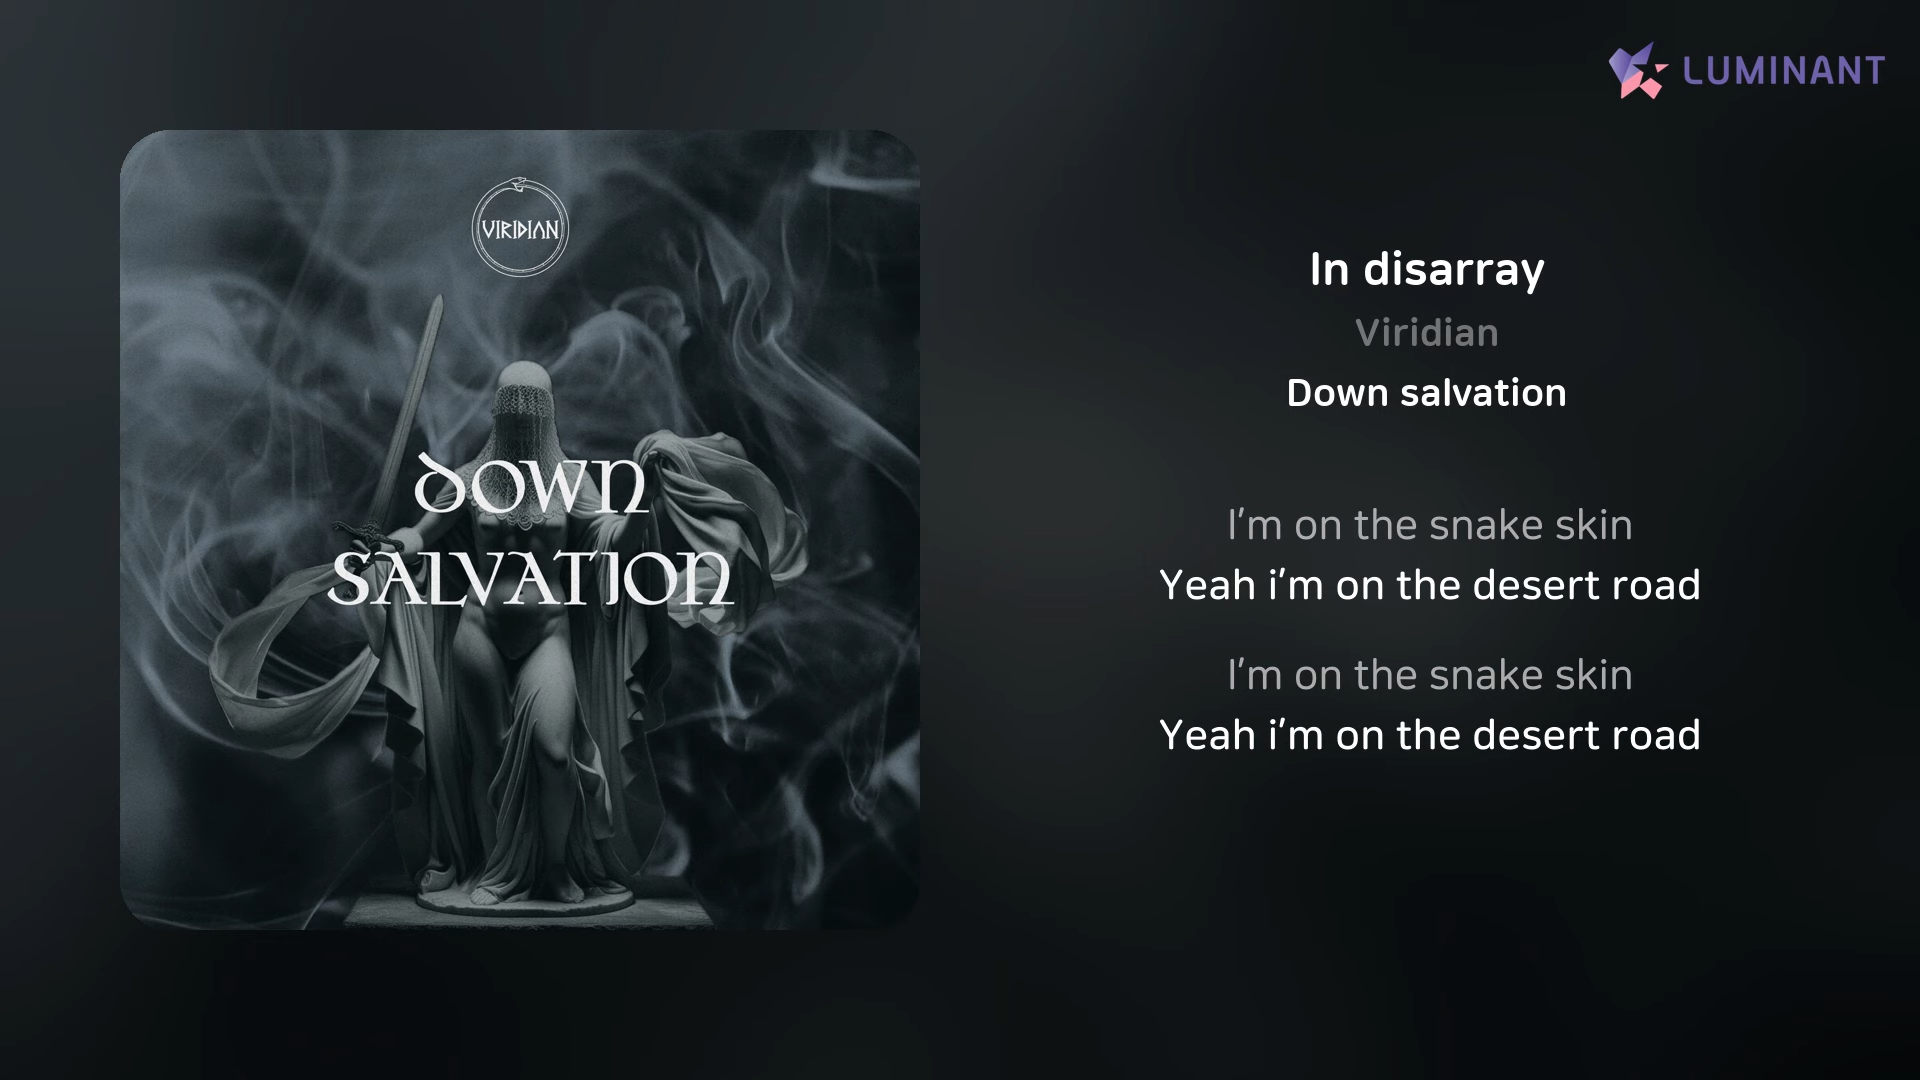 LUMINANT
VIRIDIAN
DOWN
SALVATION
In disarray
Viridian
Down salvation
I'm on the snake skin
Yeah i'm on the desert road
I'm on the snake skin
Yeah i'm on the desert road